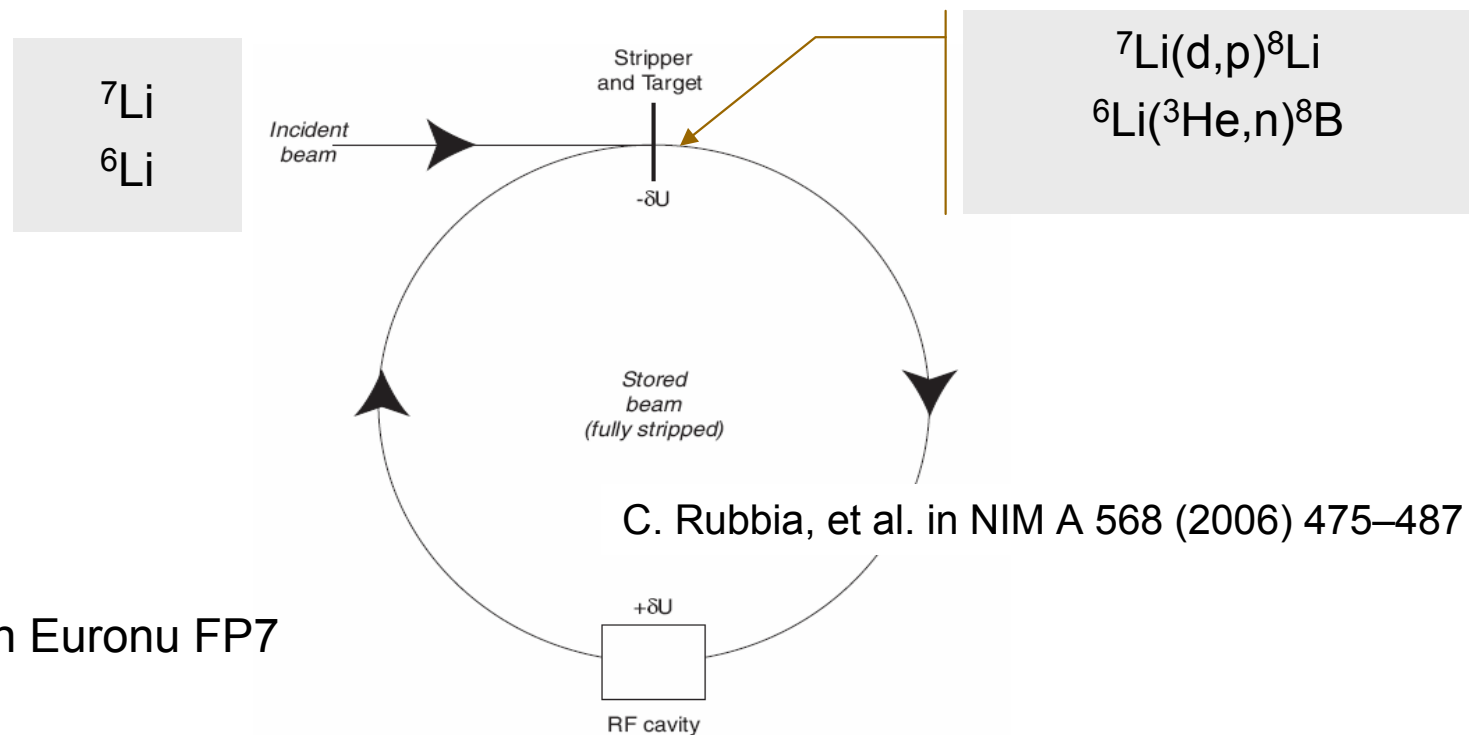 ⁷Li
⁶Li
Stripper
and Target
Incident
beam
-δU
⁷Li(d,p)⁸Li
⁶Li(³He,n)⁸B
Stored
beam
(fully stripped)
C. Rubbia, et al. in NIM A 568 (2006) 475–487
n Euronu FP7
+δU
RF cavity